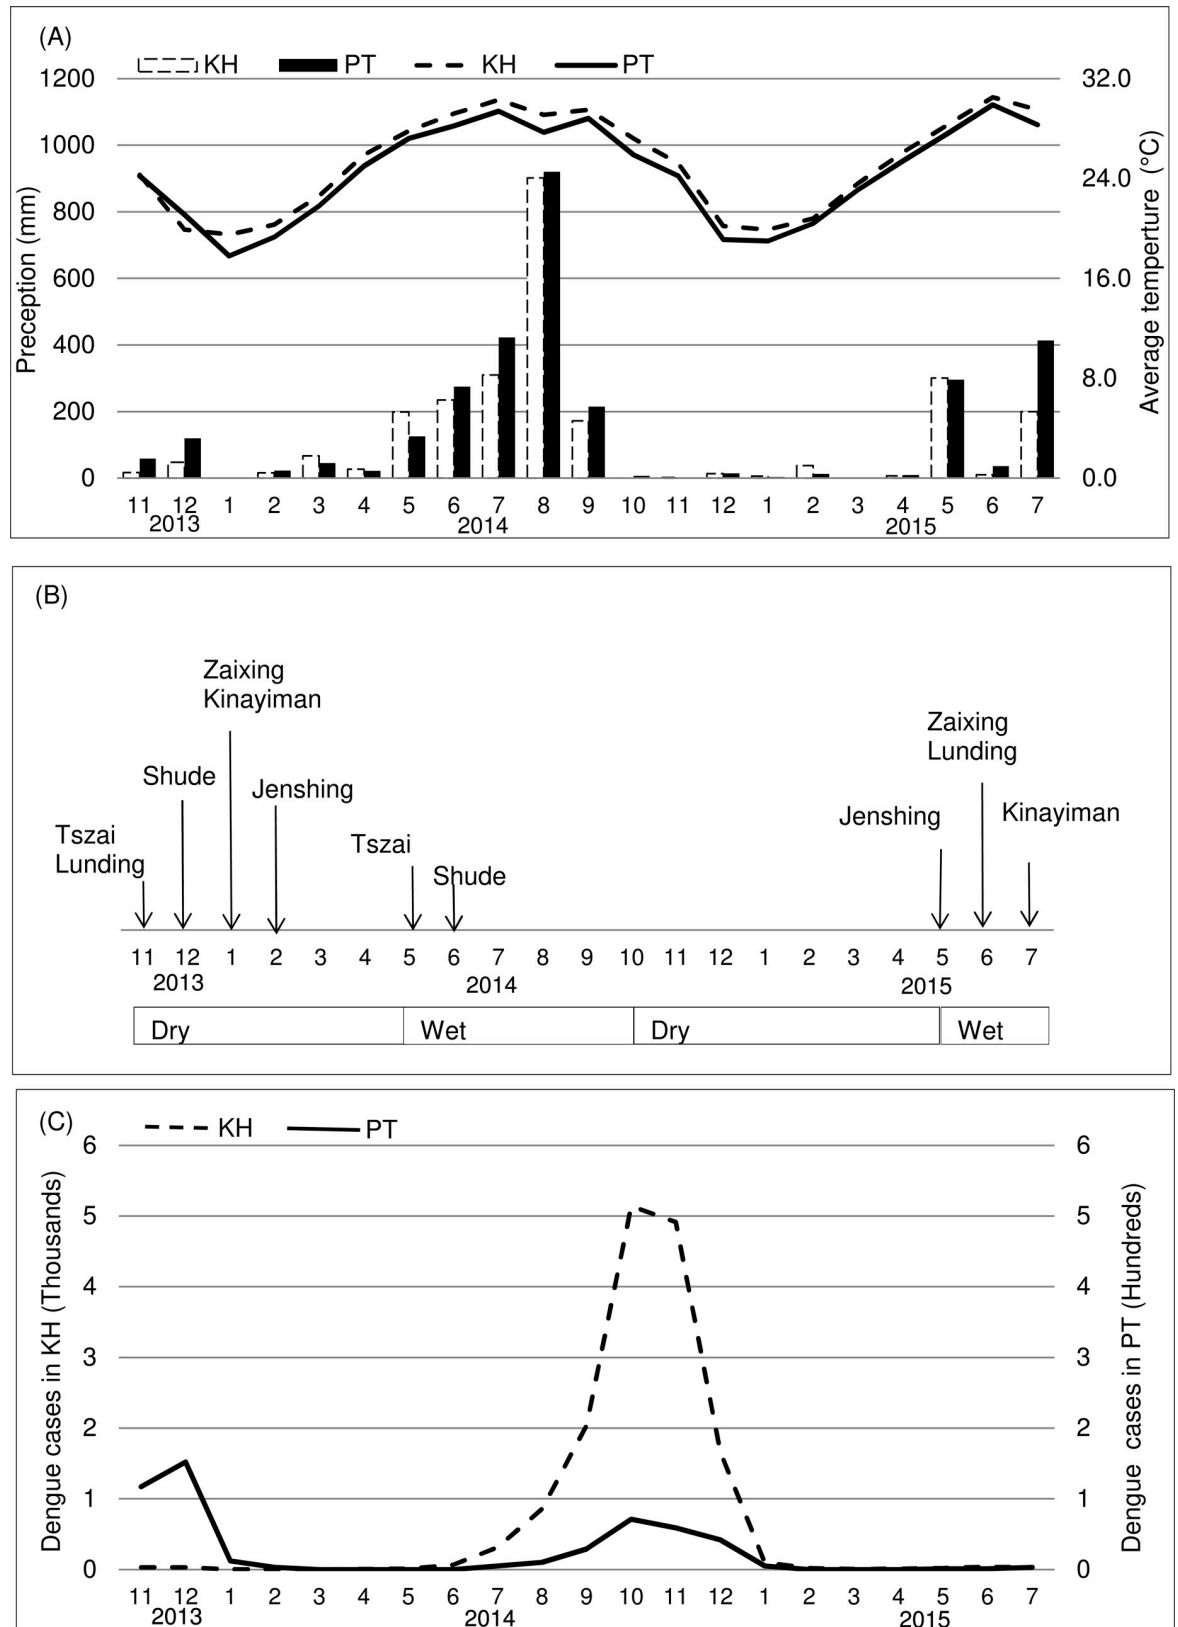 (A)
KH PT KH PT
1200 32.0
1000
24.0
800
600 16.0
400
8.0
200
0 0.0
Preception (mm)
Average temperture (°C)
11 12 1 2 3 4 5 6 7 8 9 10 11 12 1 2 3 4 5 6 7
2013 2014 2015
(B)
Zaixing
Kinayiman
Zaixing
Lunding
Shude
Jenshing
Jenshing
Kinayiman
Tszai
Lunding
Tszai
Shude
11 12 1 2 3 4 5 6 7 8 9 10 11 12 1 2 3 4 5 6 7
2013 2014 2015
Dry Wet Dry Wet
(C)
KH PT
6 6
5 5
4 4
3 3
2 2
1 1
0 0
Dengue cases in KH (Thousands)
Dengue cases in PT (Hundreds)
11 12 1 2 3 4 5 6 7 8 9 10 11 12 1 2 3 4 5 6 7
2013 2014 2015